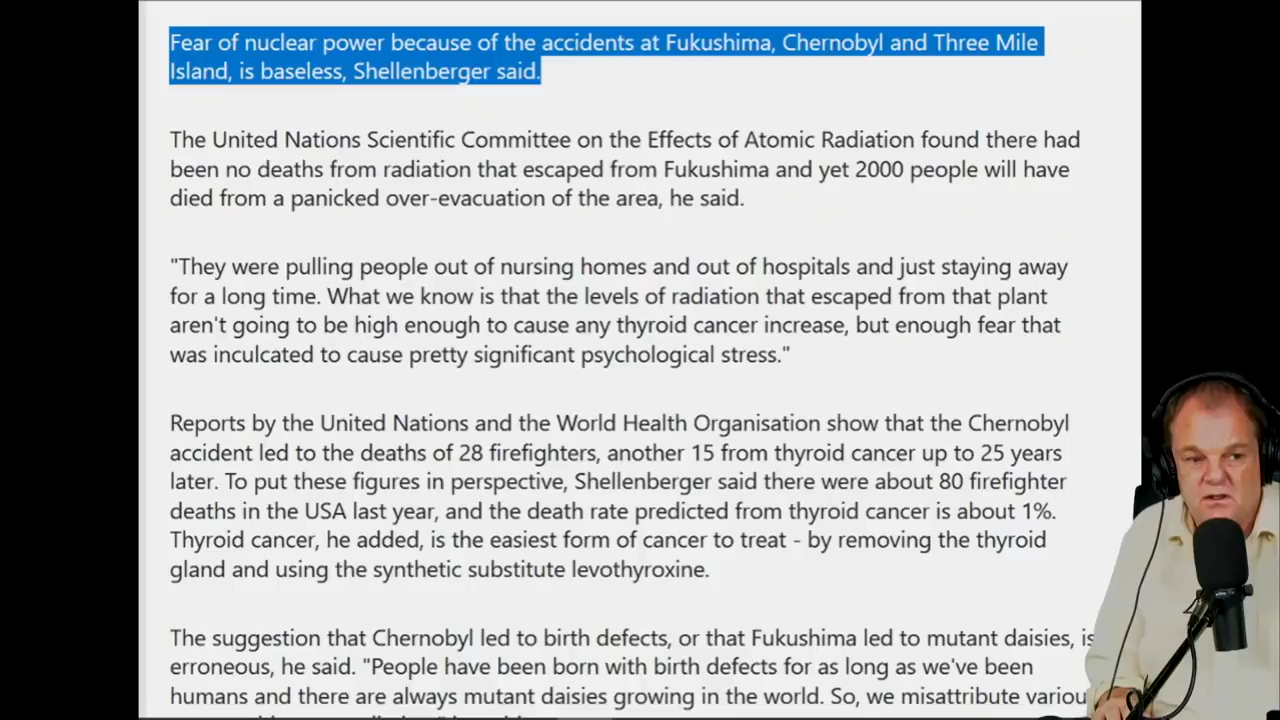 Fear of nuclear power because of the accidents at Fukushima, Chernobyl and Three Mile
Island, is baseless, Shellenberger said.
The United Nations Scientific Committee on the Effects of Atomic Radiation found there had
been no deaths from radiation that escaped from Fukushima and yet 2000 people will have
died from a panicked over-evacuation of the area, he said.
"They were pulling people out of nursing homes and out of hospitals and just staying away
for a long time. What we know is that the levels of radiation that escaped from that plant
aren't going to be high enough to cause any thyroid cancer increase, but enough fear that
was inculcated to cause pretty significant psychological stress."
Reports by the United Nations and the World Health Organisation show that the Chernobyl
accident led to the deaths of 28 firefighters, another 15 from thyroid cancer up to 25 years
later. To put these figures in perspective, Shellenberger said there were about 80 firefighter
deaths in the USA last year, and the death rate predicted from thyroid cancer is about 1%.
Thyroid cancer, he added, is the easiest form of cancer to treat - by removing the thyroid
gland and using the synthetic substitute levothyroxine.
The suggestion that Chernobyl led to birth defects, or that Fukushima led to mutant daisies, is
erroneous, he said. "People have been born with birth defects for as long as we've been
humans and there are always mutant daisies growing in the world. So, we misattribute